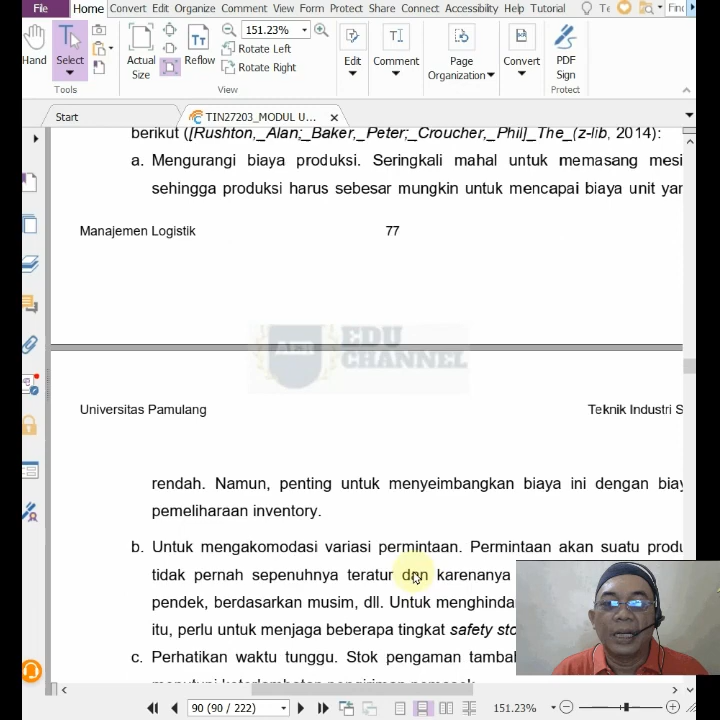 File Home Convert Edit Organize Comment View Form Protect Share Connect Accessibility Help Tutorial
Hand Select Actual Size Reflow 151.23% Rotate Left Rotate Right Edit Comment Page Organization Convert PDF Sign
Tools View Protect
Start TIN27203_MODUL U...
berikut ([Rushton,_Alan;_Baker,_Peter;_Croucher,_Phil]_The_(z-lib, 2014):
a. Mengurangi biaya produksi. Seringkali mahal untuk memasang mesi
sehingga produksi harus sebesar mungkin untuk mencapai biaya unit yan
Manajemen Logistik 77
EDU
CHANNEL
Universitas Pamulang Teknik Industri S
rendah. Namun, penting untuk menyeimbangkan biaya ini dengan biay
pemeliharaan inventory.
b. Untuk mengakomodasi variasi permintaan. Permintaan akan suatu produ
tidak pernah sepenuhnya teratur dan karenanya
pendek, berdasarkan musim, dll. Untuk menghinda
itu, perlu untuk menjaga beberapa tingkat safety sto
c. Perhatikan waktu tunggu. Stok pengaman tambah
menutupi keterlambatan pengiriman pemasok
90 (90 / 222) 151.23%